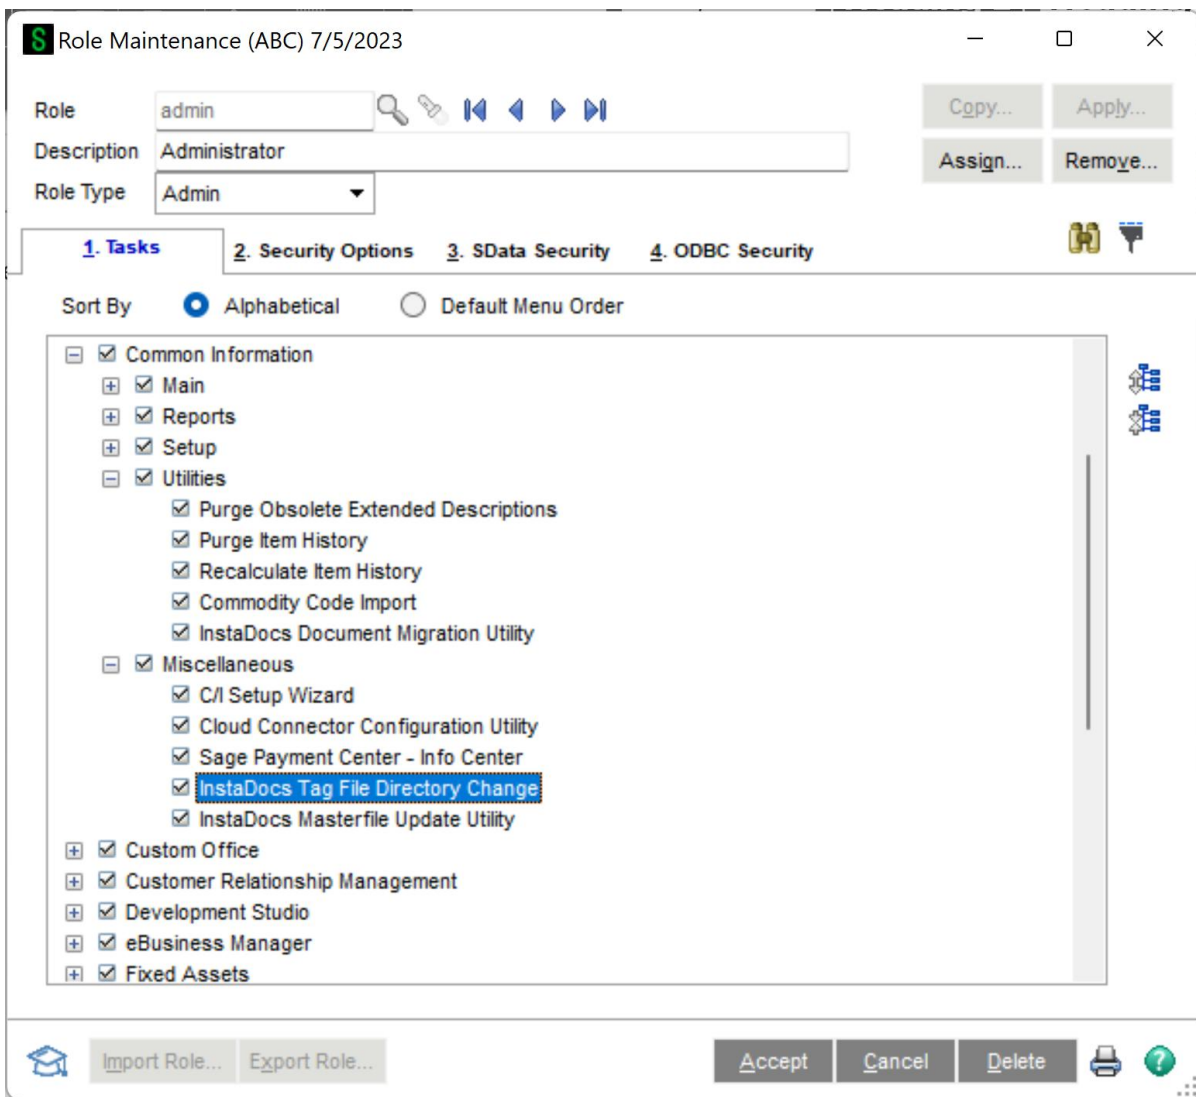 S Role Maintenance (ABC) 7/5/2023
Role admin Copy... Apply...
Description Administrator Assign... Remove...
Role Type Admin
1. Tasks 2. Security Options 3. SData Security 4. ODBC Security
Sort By Alphabetical Default Menu Order
Common Information
Main
Reports
Setup
Utilities
Purge Obsolete Extended Descriptions
Purge Item History
Recalculate Item History
Commodity Code Import
InstaDocs Document Migration Utility
Miscellaneous
C/I Setup Wizard
Cloud Connector Configuration Utility
Sage Payment Center - Info Center
InstaDocs Tag File Directory Change
InstaDocs Masterfile Update Utility
Custom Office
Customer Relationship Management
Development Studio
eBusiness Manager
Fixed Assets
Import Role... Export Role... Accept Cancel Delete ?